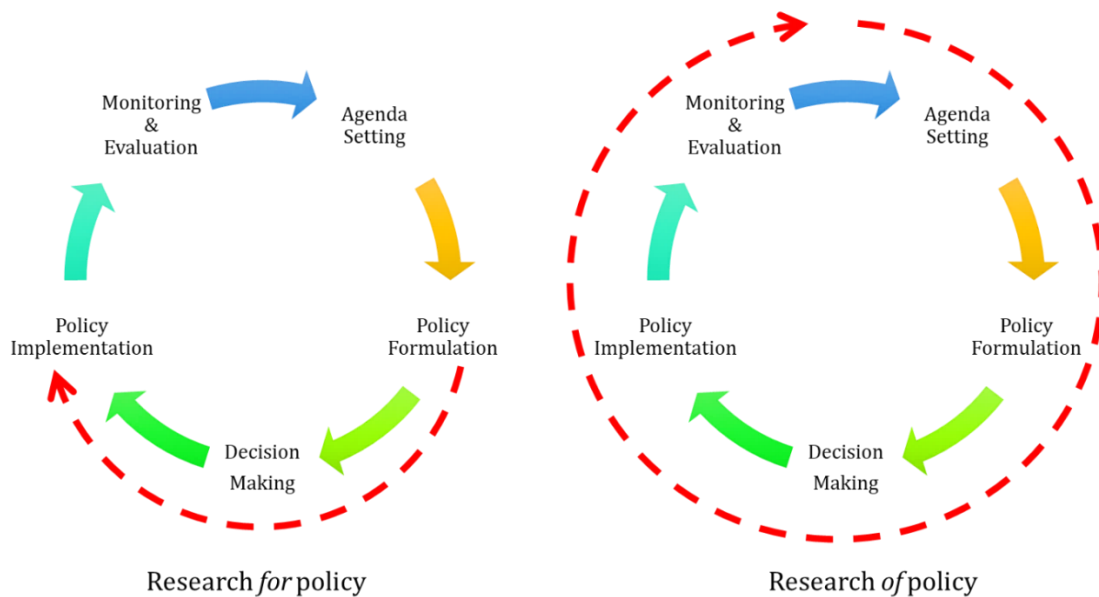 Monitoring
&
Evaluation
Agenda
Setting
Policy
Formulation
Decision
Making
Policy
Implementation
Research for policy
Monitoring
&
Evaluation
Agenda
Setting
Policy
Formulation
Decision
Making
Policy
Implementation
Research of policy